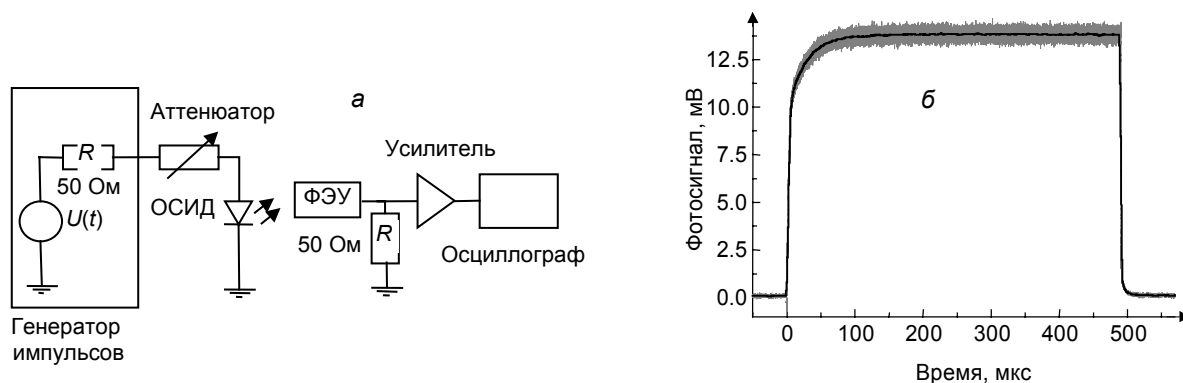 а
Аттенюатор
R
50 Ом
U(t)
ОСИД
Генератор
импульсов
ФЭУ
50 Ом
R
Усилитель
Осциллограф
б
Фотосигнал, мВ
12.5
10.0
7.5
5.0
2.5
0.0
0 100 200 300 400 500
Время, мкс